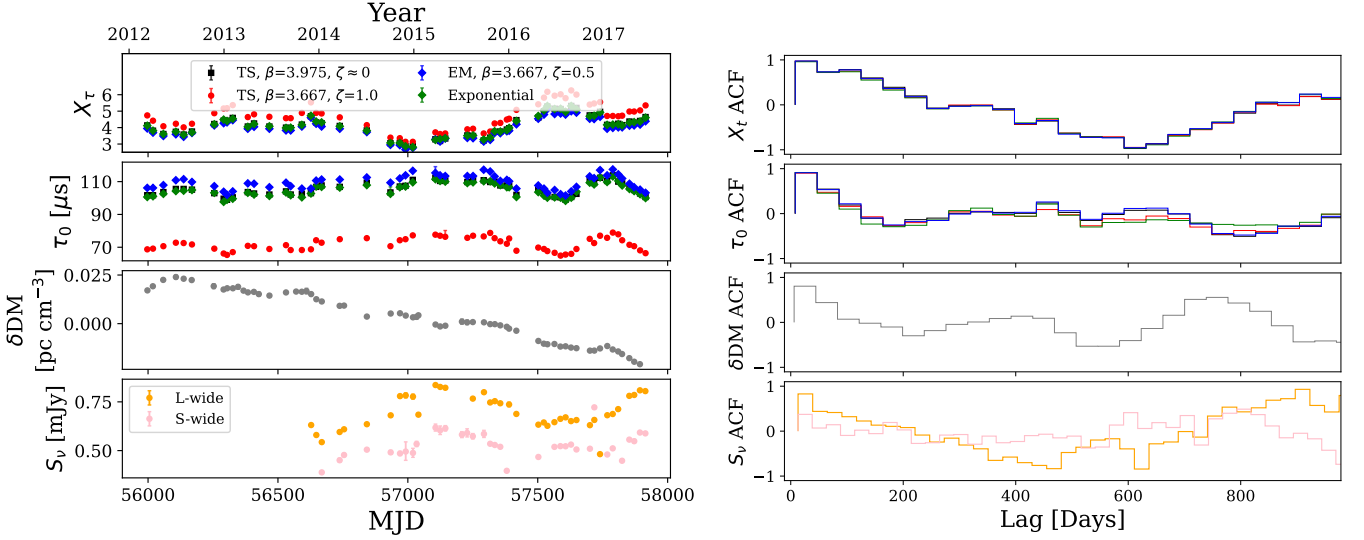 Year
2012 2013 2014 2015 2016 2017
TS, β=3.975, ζ≈0
TS, β=3.667, ζ=1.0
EM, β=3.667, ζ=0.5
Exponential
X_τ
5
4
3
τ_0 [μs]
110
90
70
δDM
[pc cm^{-3}]
0.025
0.000
S_ν [mJy]
0.75
0.50
L-wide
S-wide
56000 56500 57000 57500 58000
MJD
X_t ACF
1
0
−1
τ_0 ACF
1
0
−1
δDM ACF
1
0
−1
S_ν ACF
1
0
−1
0 200 400 600 800
Lag [Days]